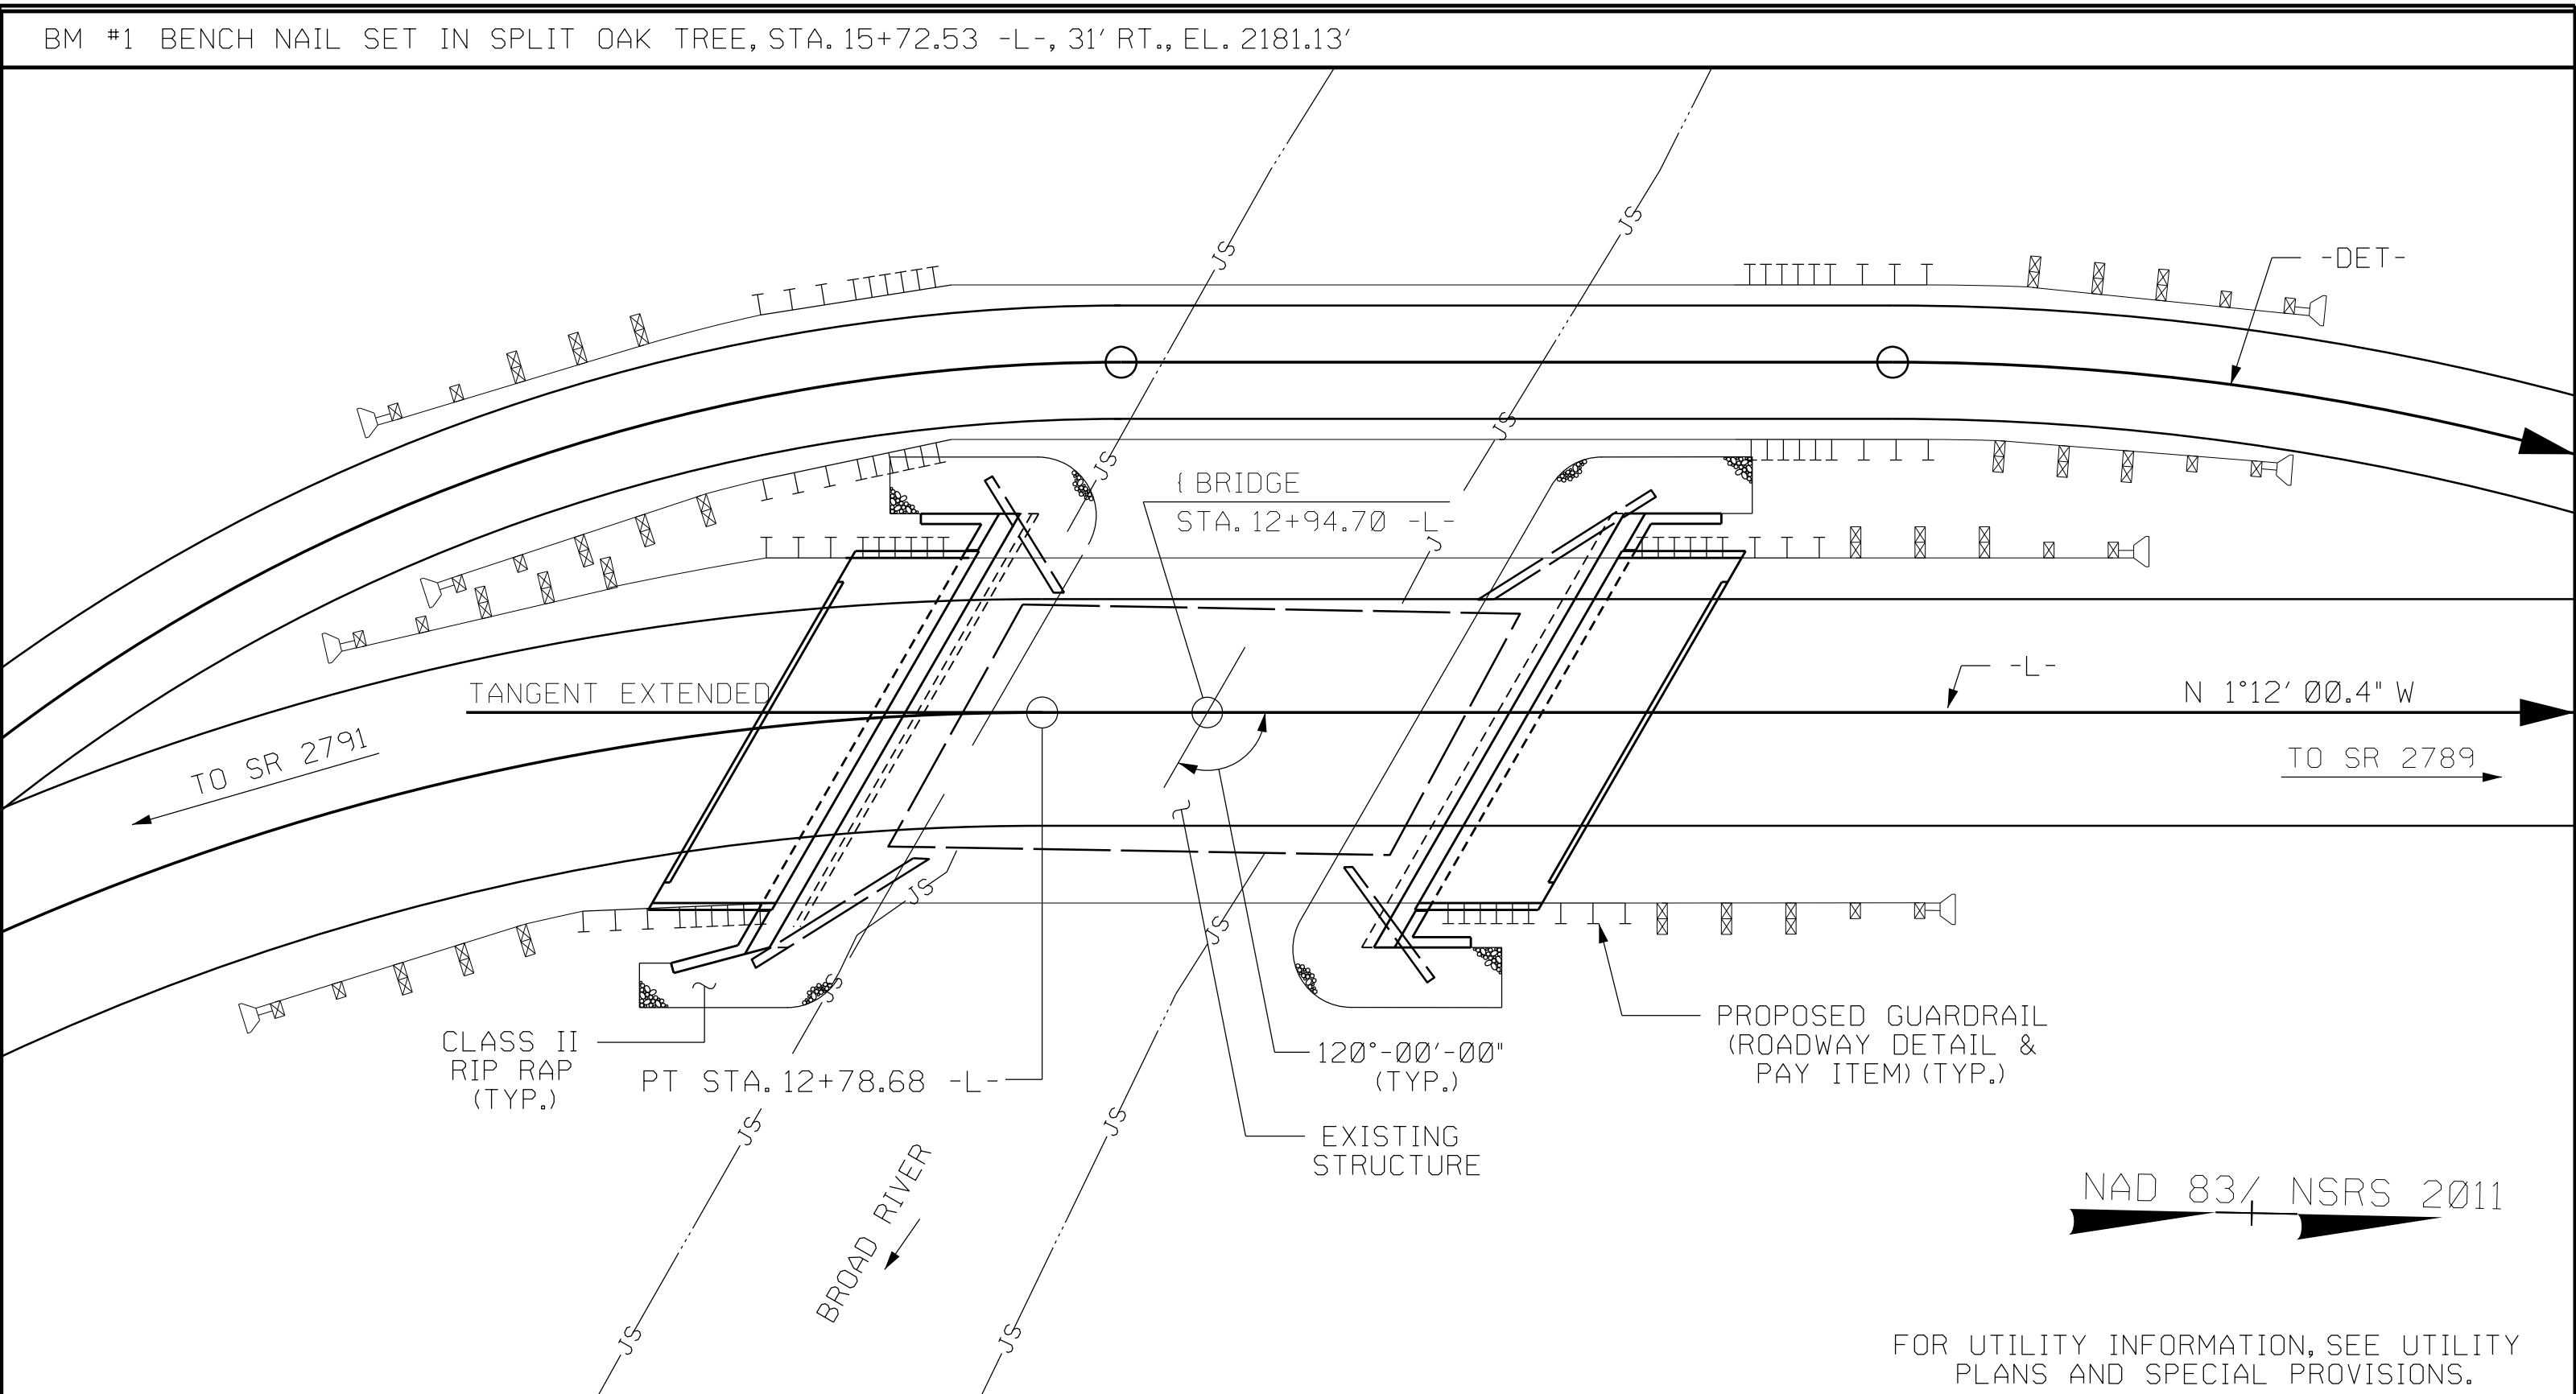 BM #1 BENCH NAIL SET IN SPLIT OAK TREE, STA. 15+72.53 -L-, 31' RT., EL. 2181.13'
JS
JS
-DET-
JS
JS
{ BRIDGE
STA. 12+94.70 -L-
J
-L-
TANGENT EXTENDED
N 1°12' 00.4" W
TO SR 2791
TO SR 2789
JS
JS
JS
CLASS II
RIP RAP
(TYP.)
PT STA. 12+78.68 -L-
120°-00'-00"
(TYP.)
PROPOSED GUARDRAIL
(ROADWAY DETAIL &
PAY ITEM) (TYP.)
JS
JS
EXISTING
STRUCTURE
BROAD RIVER
NAD 83/ NSRS 2011
JS
JS
FOR UTILITY INFORMATION, SEE UTILITY
PLANS AND SPECIAL PROVISIONS.